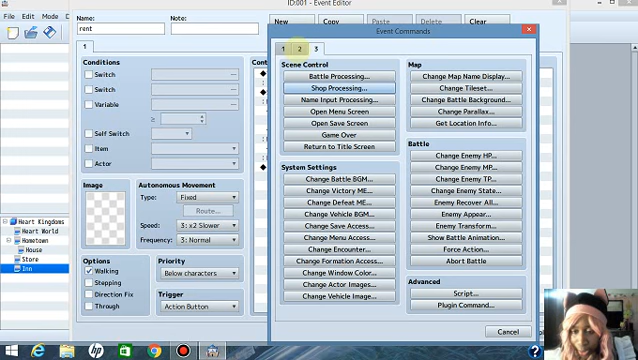 ID:001 - Event Editor
File Edit Mode
Name:
rent
Note:
New
Copy
Paste
Delete
Clear
1
Conditions
Switch
Switch
Variable
≥
Self Switch
Item
Actor
Image
Autonomous Movement
Type: Fixed
Route...
Speed: 3: x2 Slower
Frequency: 3: Normal
Options
Walking
Stepping
Direction Fix
Through
Priority
Below characters
Trigger
Action Button
Heart Kingdoms
Heart World
Hometown
House
Store
Inn
Event Commands
1 2 3
Scene Control
Battle Processing...
Shop Processing...
Name Input Processing...
Open Menu Screen
Open Save Screen
Game Over
Return to Title Screen
System Settings
Change Battle BGM...
Change Victory ME...
Change Defeat ME...
Change Vehicle BGM...
Change Save Access...
Change Menu Access...
Change Encounter...
Change Formation Access...
Change Window Color...
Change Actor Images...
Change Vehicle Image...
Map
Change Map Name Display...
Change Tileset...
Change Battle Background...
Change Parallax...
Get Location Info...
Battle
Change Enemy HP...
Change Enemy MP...
Change Enemy TP...
Change Enemy State...
Enemy Recover All...
Enemy Appear...
Enemy Transform...
Show Battle Animation...
Force Action...
Abort Battle
Advanced
Script...
Plugin Command...
Cancel